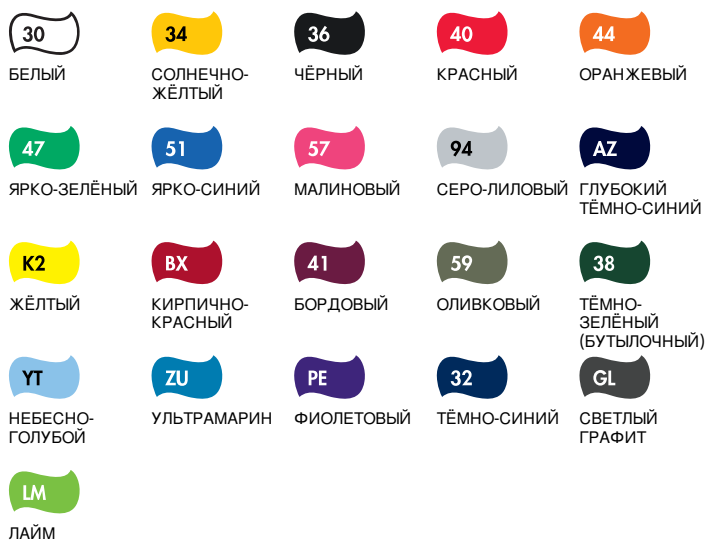 30 34 36 40 44
БЕЛЫЙ СОЛНЕЧНО- ЧЁРНЫЙ КРАСНЫЙ ОРАНЖЕВЫЙ
ЖЁЛТЫЙ
47 51 57 94 AZ
ЯРКО-ЗЕЛЁНЫЙ ЯРКО-СИНИЙ МАЛИНОВЫЙ СЕРО-ЛИЛОВЫЙ ГЛУБОКИЙ
ТЁМНО-СИНИЙ
K2 BX 41 59 38
ЖЁЛТЫЙ КИРПИЧНО- БОРДОВЫЙ ОЛИВКОВЫЙ ТЁМНО-
КРАСНЫЙ ЗЕЛЁНЫЙ
(БУТЫЛОЧНЫЙ)
YT ZU PE 32 GL
НЕБЕСНО- УЛЬТРАМАРИН ФИОЛЕТОВЫЙ ТЁМНО-СИНИЙ СВЕТЛЫЙ
ГОЛУБОЙ ГРАФИТ
LM
ЛАЙМ